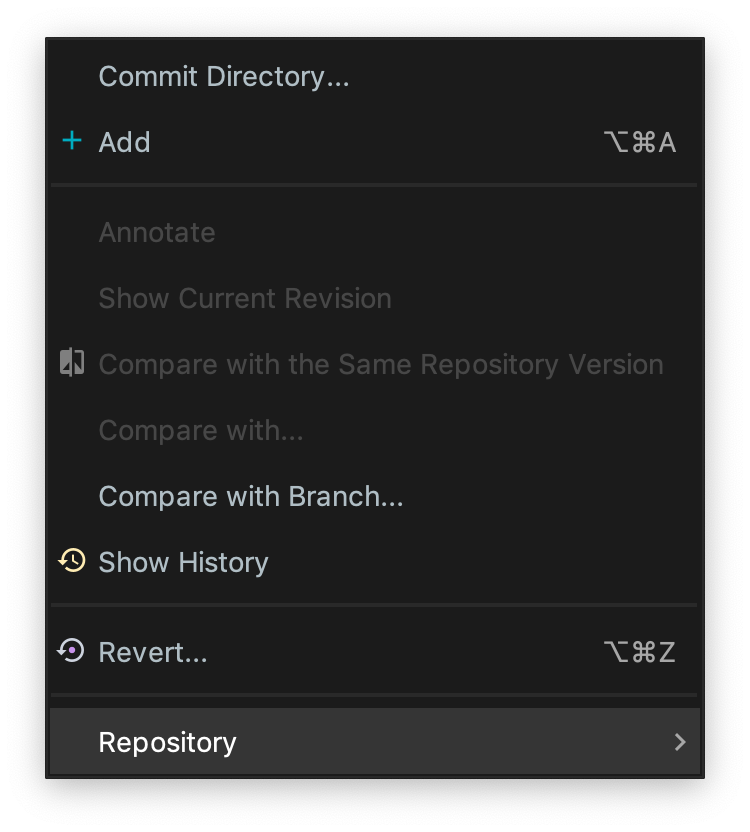 Commit Directory...
Add ⌥⌘A
Annotate
Show Current Revision
Compare with the Same Repository Version
Compare with...
Compare with Branch...
Show History
Revert... ⌥⌘Z
Repository